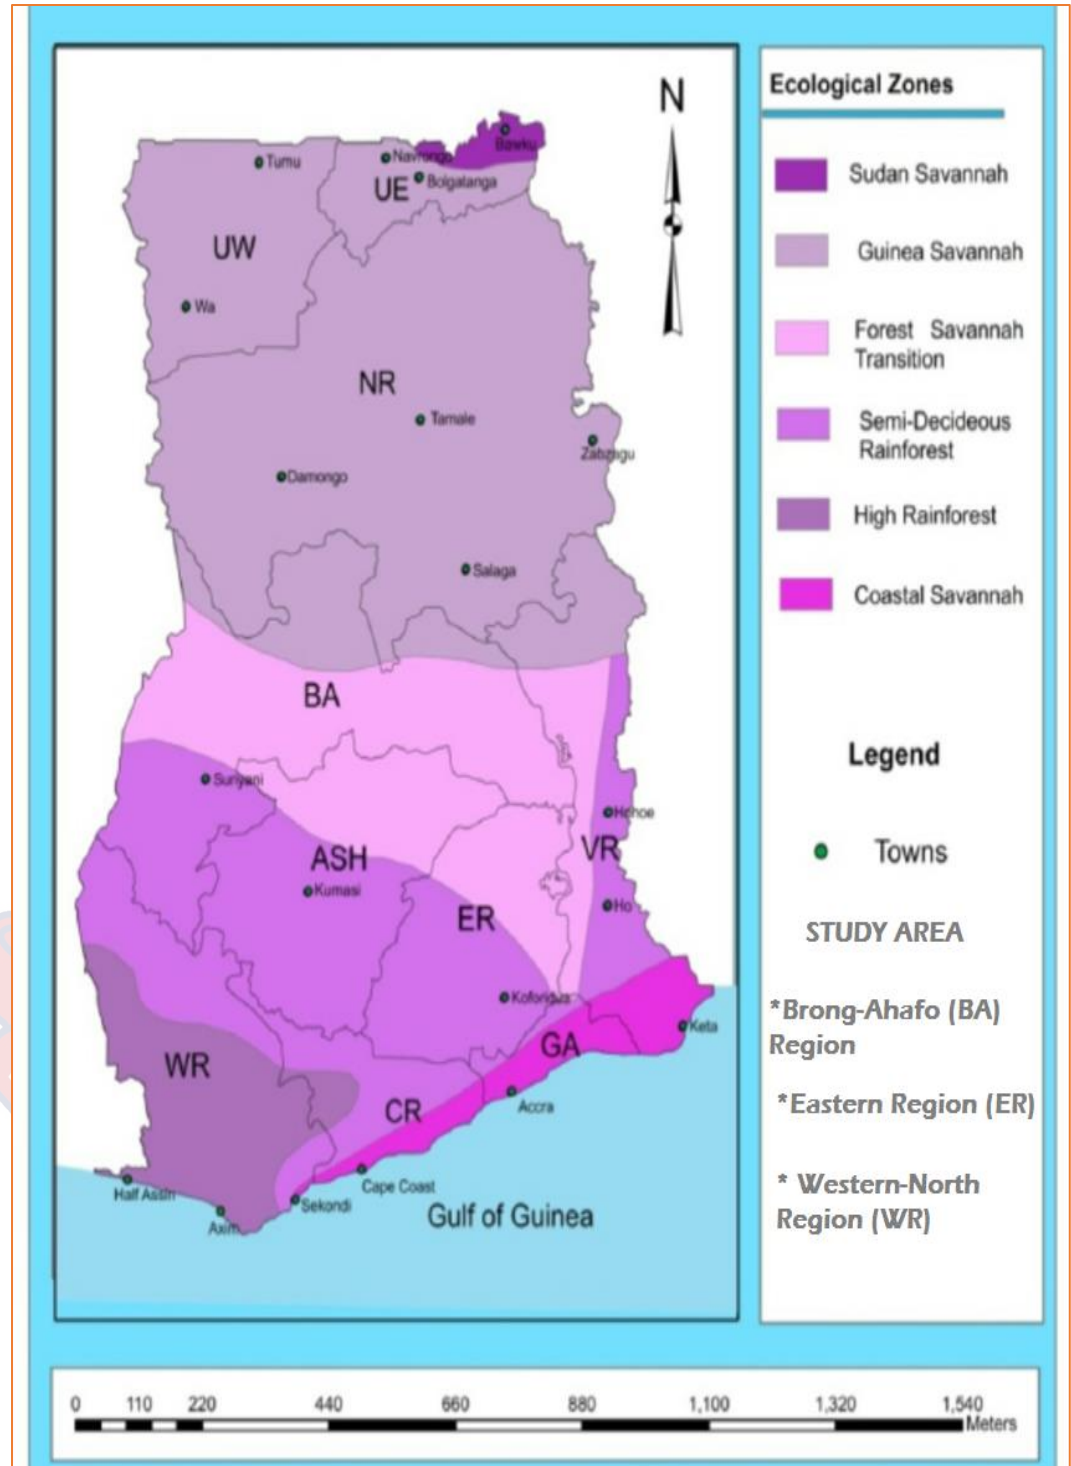 N
Tumu
Navrongo
Bawku
UE
Bolgatanga
UW
Wa
NR
Tamale
Zabzagu
Damongo
Salaga
BA
Sunyani
Hohoe
ASH
VR
Kumasi
ER
Ho
Koforidua
Keta
GA
WR
CR
Accra
Half Assin
Cape Coast
Sekondi
Axim
Gulf of Guinea
Ecological Zones
Sudan Savannah
Guinea Savannah
Forest Savannah
Transition
Semi-Decideous
Rainforest
High Rainforest
Coastal Savannah
Legend
Towns
STUDY AREA
*Brong-Ahafo (BA)
Region
*Eastern Region (ER)
* Western-North
Region (WR)
0 110 220 440 660 880 1,100 1,320 1,540
Meters